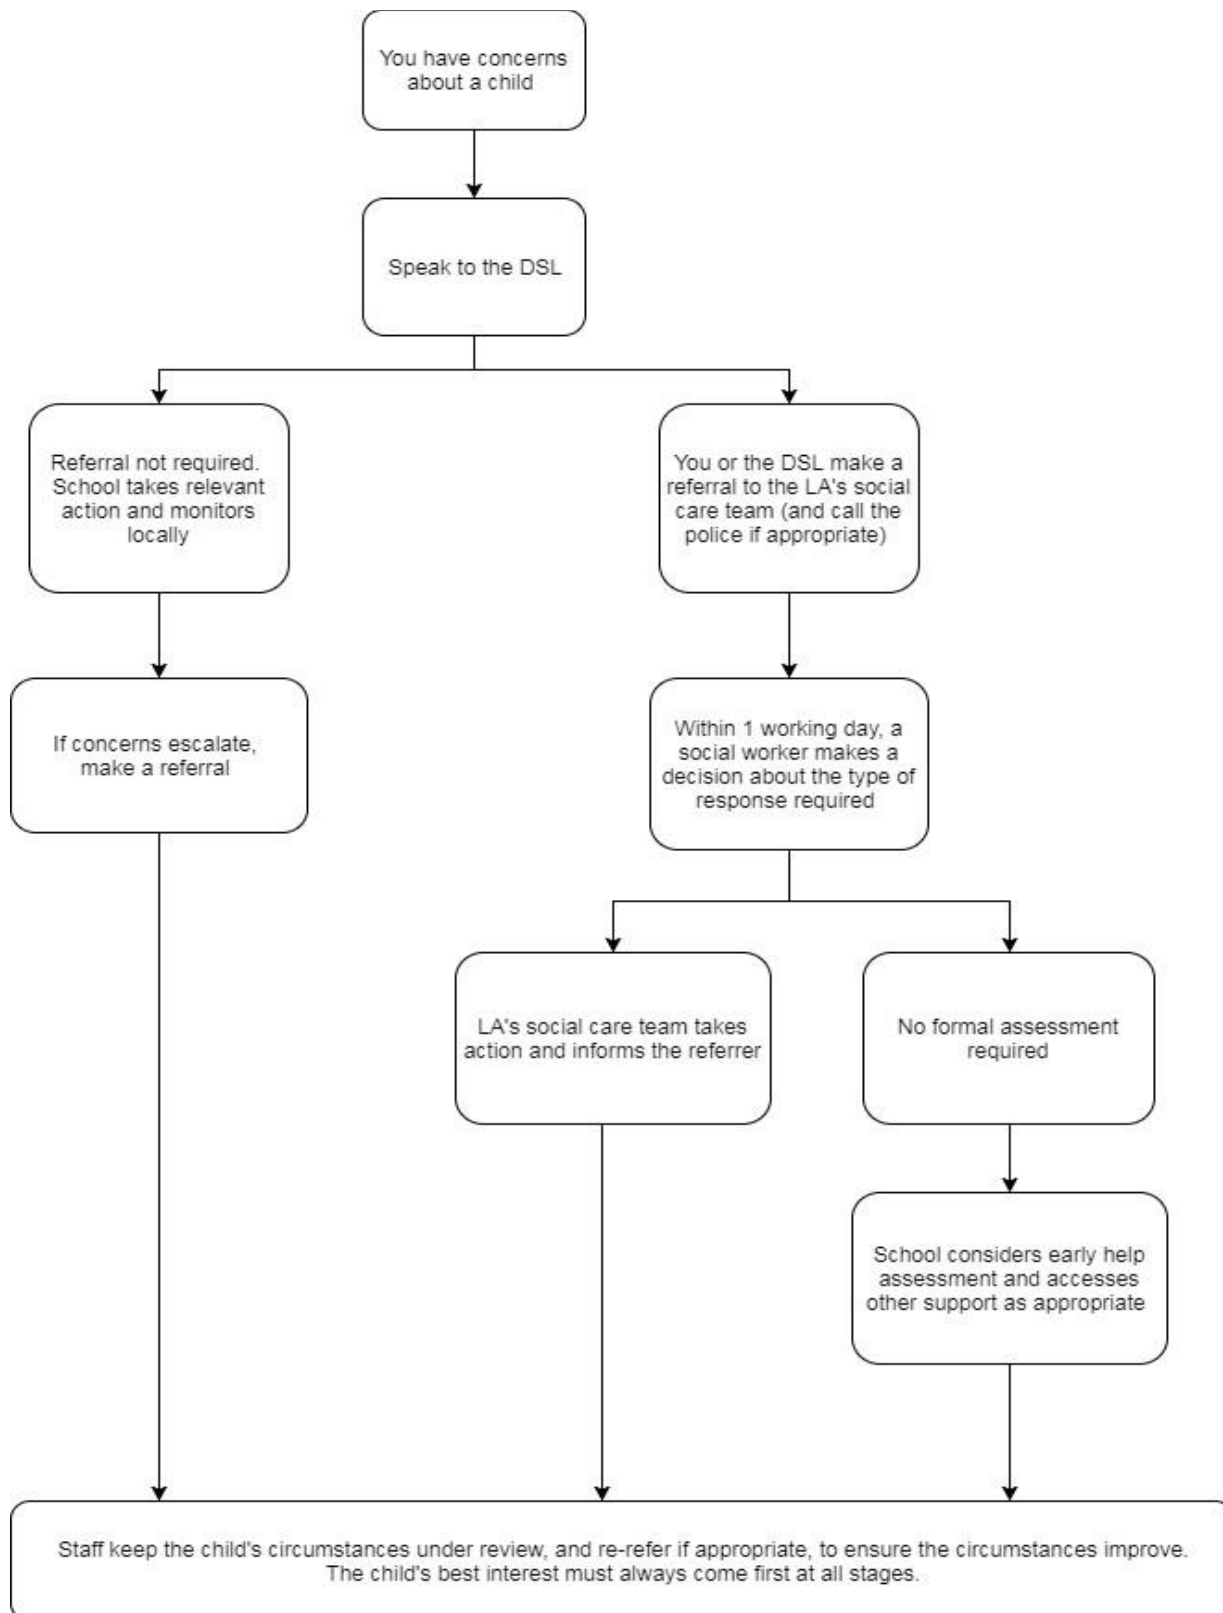 You have concerns
about a child
Speak to the DSL
Referral not required.
School takes relevant
action and monitors
locally
You or the DSL make a
referral to the LA's social
care team (and call the
police if appropriate)
If concerns escalate,
make a referral
Within 1 working day, a
social worker makes a
decision about the type of
response required
LA's social care team takes
action and informs the referrer
No formal assessment
required
School considers early help
assessment and accesses
other support as appropriate
Staff keep the child's circumstances under review, and re-refer if appropriate, to ensure the circumstances improve.
The child's best interest must always come first at all stages.